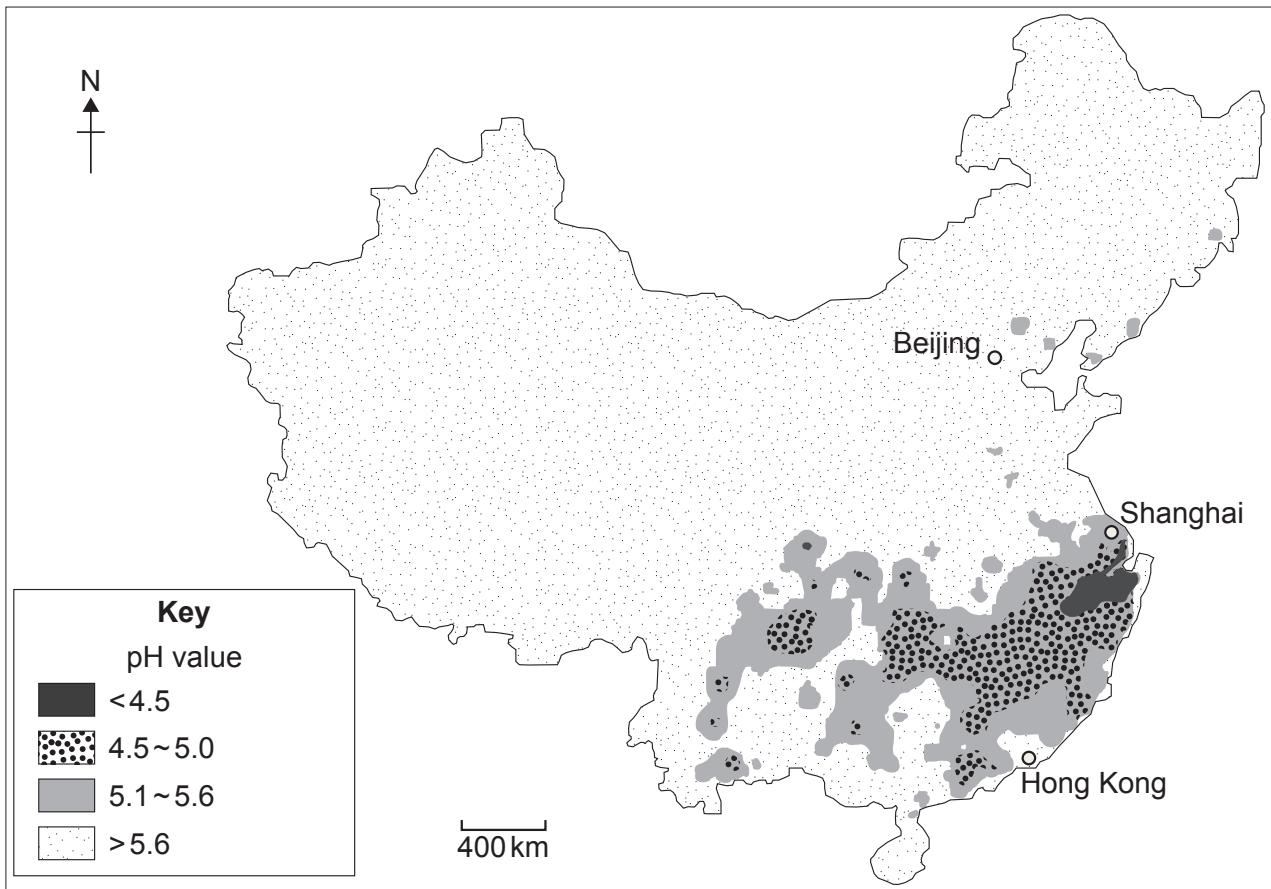 N
Beijing
Shanghai
Hong Kong
Key
pH value
<4.5
4.5~5.0
5.1~5.6
>5.6
400 km